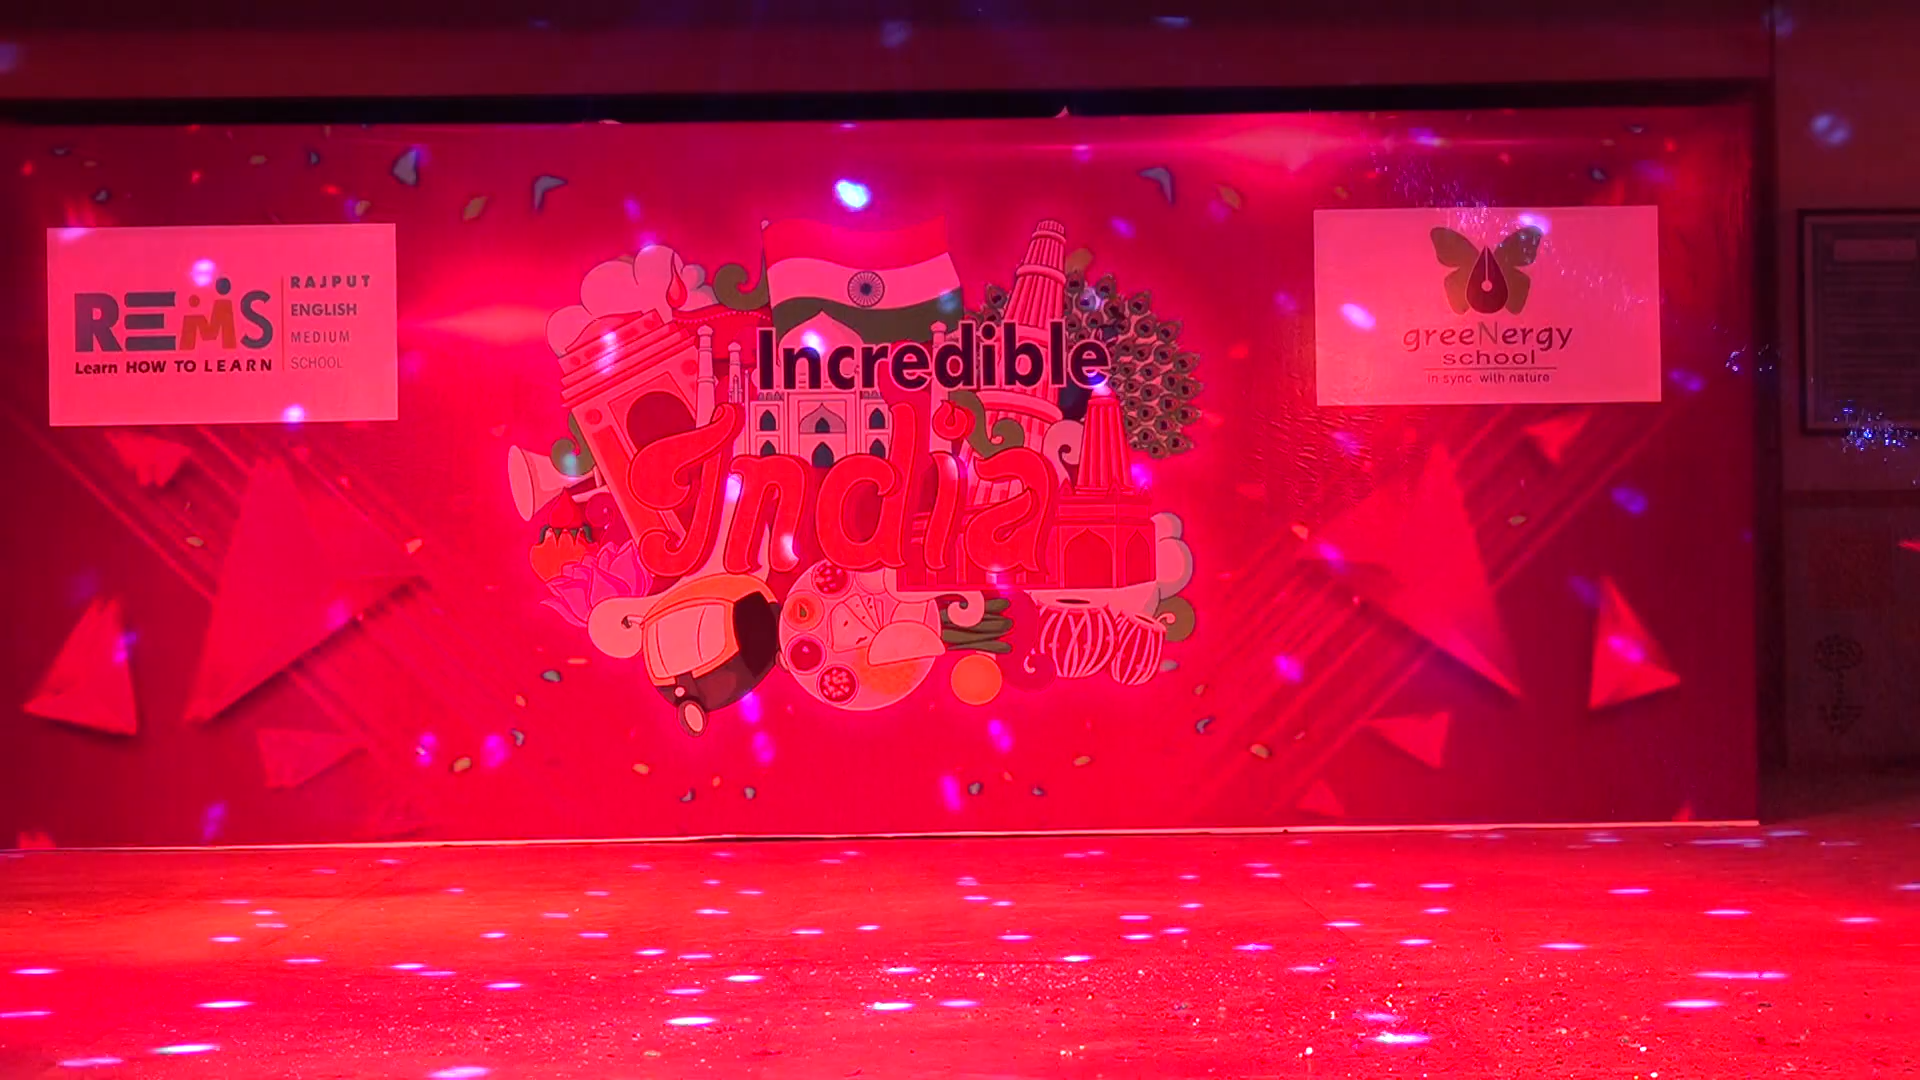 REMS
Learn HOW TO LEARN
RAJPUT
ENGLISH
MEDIUM
SCHOOL
Incredible
India
greeNergy
school
in sync with nature